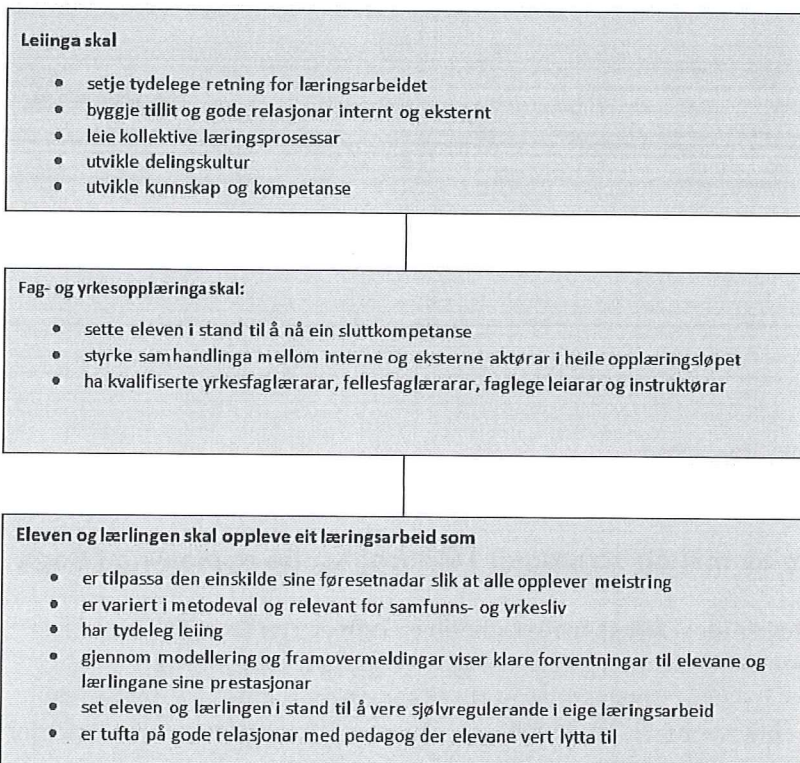 Leiinga skal
• setje tydelege retning for læringsarbeidet
• byggje tillit og gode relasjonar internt og eksternt
• leie kollektive læringsprosessar
• utvikle delingskultur
• utvikle kunnskap og kompetanse
Fag- og yrkesopplæringa skal:
• sette eleven i stand til å nå ein sluttkompetanse
• styrke samhandlinga mellom interne og eksterne aktørar i heile opplæringsløpet
• ha kvalifiserte yrkesfaglærarar, fellesfaglærarar, faglege leiarar og instruktørar
Eleven og lærlingen skal oppleve eit læringsarbeid som
• er tilpassa den einskilde sine føresetnadar slik at alle opplever meistring
• er variert i metodeval og relevant for samfunns- og yrkesliv
• har tydeleg leiing
• gjennom modellering og framovermeldingar viser klare forventningar til elevane og
lærlingane sine prestasjonar
• set eleven og lærlingen i stand til å vere sjølvregulerande i eige læringsarbeid
• er tufta på gode relasjonar med pedagog der elevane vert lytta til